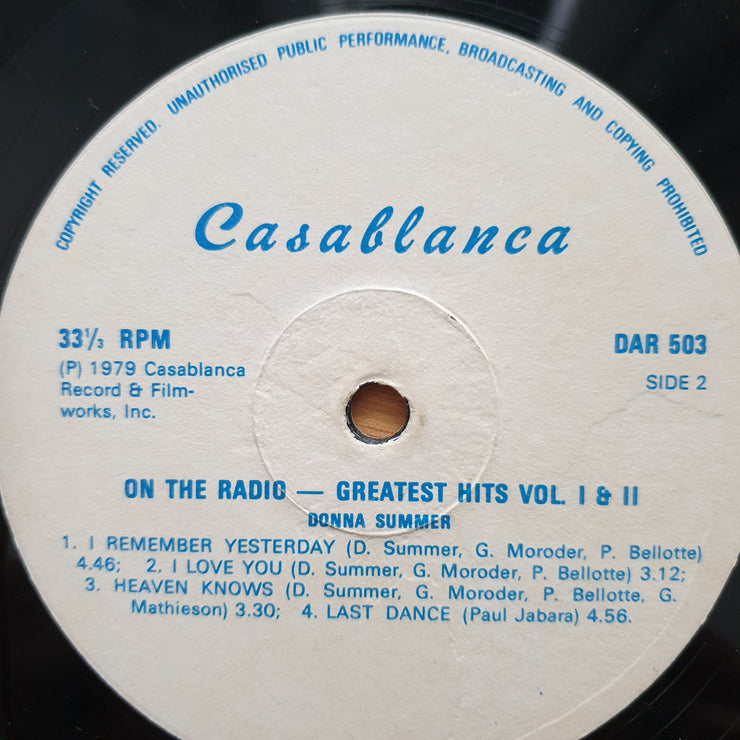 COPYRIGHT RESERVED. UNAUTHORISED PUBLIC PERFORMANCE, BROADCASTING AND COPYING PROHIBITED
Casablanca
33⅓ RPM
(P) 1979 Casablanca
Record & Film-
works, Inc.
DAR 503
SIDE 2
ON THE RADIO — GREATEST HITS VOL. I & II
DONNA SUMMER
1. I REMEMBER YESTERDAY (D. Summer, G. Moroder, P. Bellotte)
4.46; 2. I LOVE YOU (D. Summer, G. Moroder, P. Bellotte) 3.12;
3. HEAVEN KNOWS (D. Summer, G. Moroder, P. Bellotte, G.
Mathieson) 3.30; 4. LAST DANCE (Paul Jabara) 4.56.